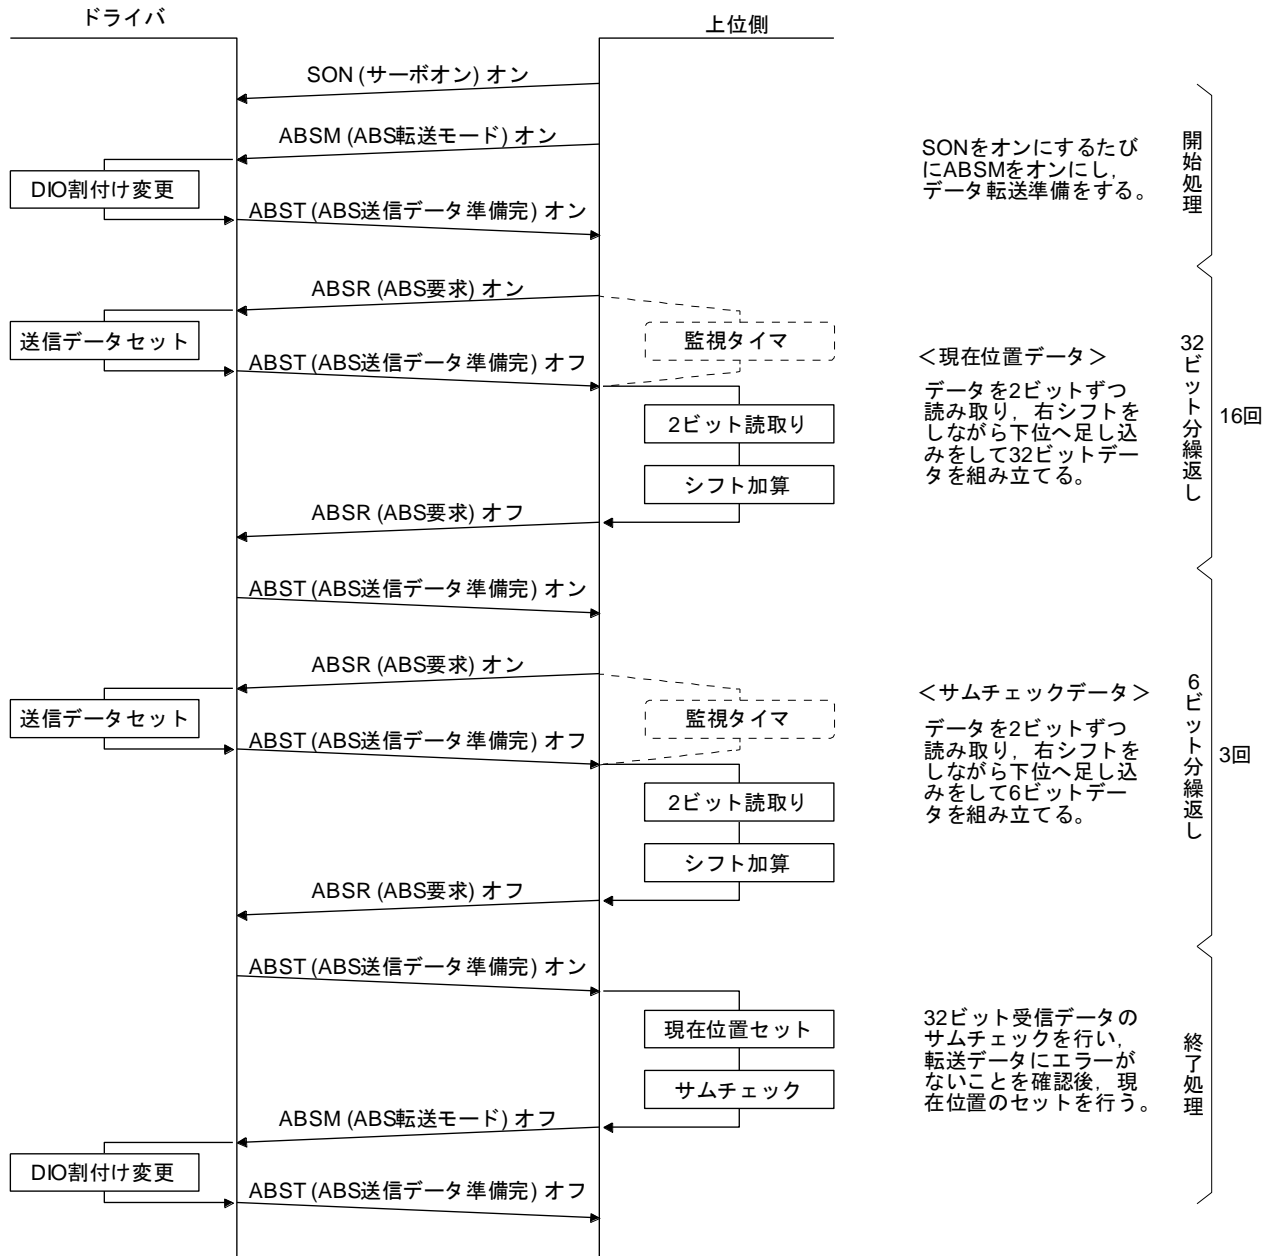 ドライバ
上位側
SON (サーボオン) オン
ABSM (ABS転送モード) オン
DIO割付け変更
ABST (ABS送信データ準備完) オン
SONをオンにするたび
にABSMをオンにし,
データ転送準備をする。
開始処理
ABSR (ABS要求) オン
監視タイマ
送信データセット
ABST (ABS送信データ準備完) オフ
2ビット読取り
シフト加算
ABSR (ABS要求) オフ
<現在位置データ>
データを2ビットずつ
読み取り, 右シフトを
しながら下位へ足し込
みをして32ビットデー
タを組み立てる。
32ビット分繰返し
16回
ABST (ABS送信データ準備完) オン
ABSR (ABS要求) オン
監視タイマ
送信データセット
ABST (ABS送信データ準備完) オフ
2ビット読取り
シフト加算
ABSR (ABS要求) オフ
<サムチェックデータ>
データを2ビットずつ
読み取り, 右シフトを
しながら下位へ足し込
みをして6ビットデー
タを組み立てる。
6ビット分繰返し
3回
ABST (ABS送信データ準備完) オン
現在位置セット
サムチェック
ABSM (ABS転送モード) オフ
DIO割付け変更
ABST (ABS送信データ準備完) オフ
32ビット受信データの
サムチェックを行い,
転送データにエラーが
ないことを確認後, 現
在位置のセットを行う。
終了処理